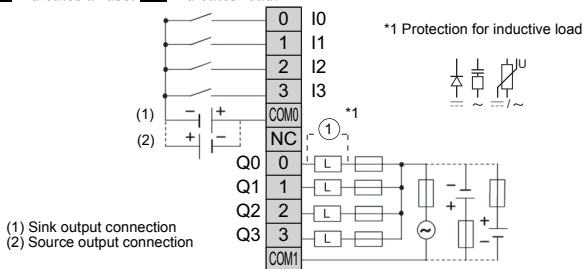 0 I0
1 I1
2 I2
3 I3
*1 Protection for inductive load
U
(1) − +
COM0
(2) + −
NC
1 *1
Q0 0 L
Q1 1 L
Q2 2 L
Q3 3 L
COM1
− +
+ −
(1) Sink output connection
(2) Source output connection